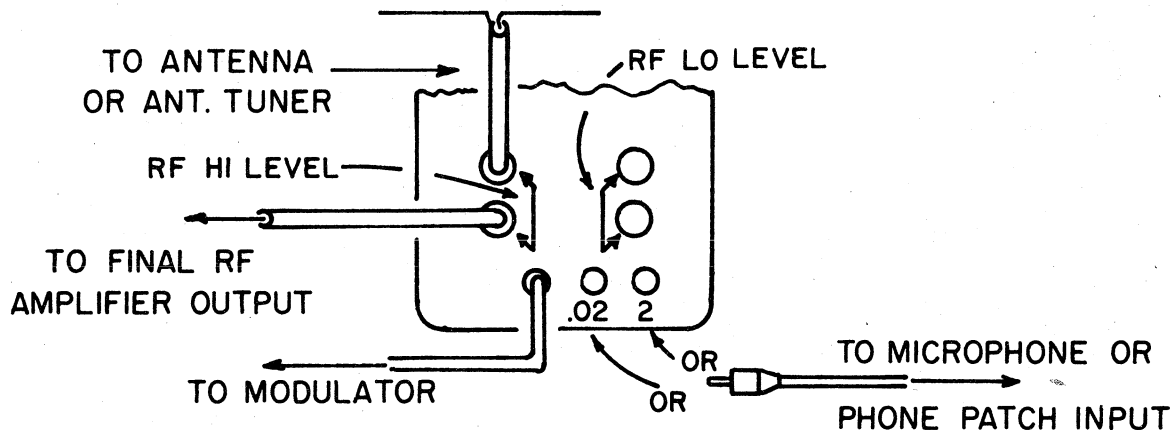 TO ANTENNA
OR ANT. TUNER
RF LO LEVEL
RF HI LEVEL
TO FINAL RF
AMPLIFIER OUTPUT
.02 2
TO MODULATOR
OR
OR
TO MICROPHONE OR
PHONE PATCH INPUT